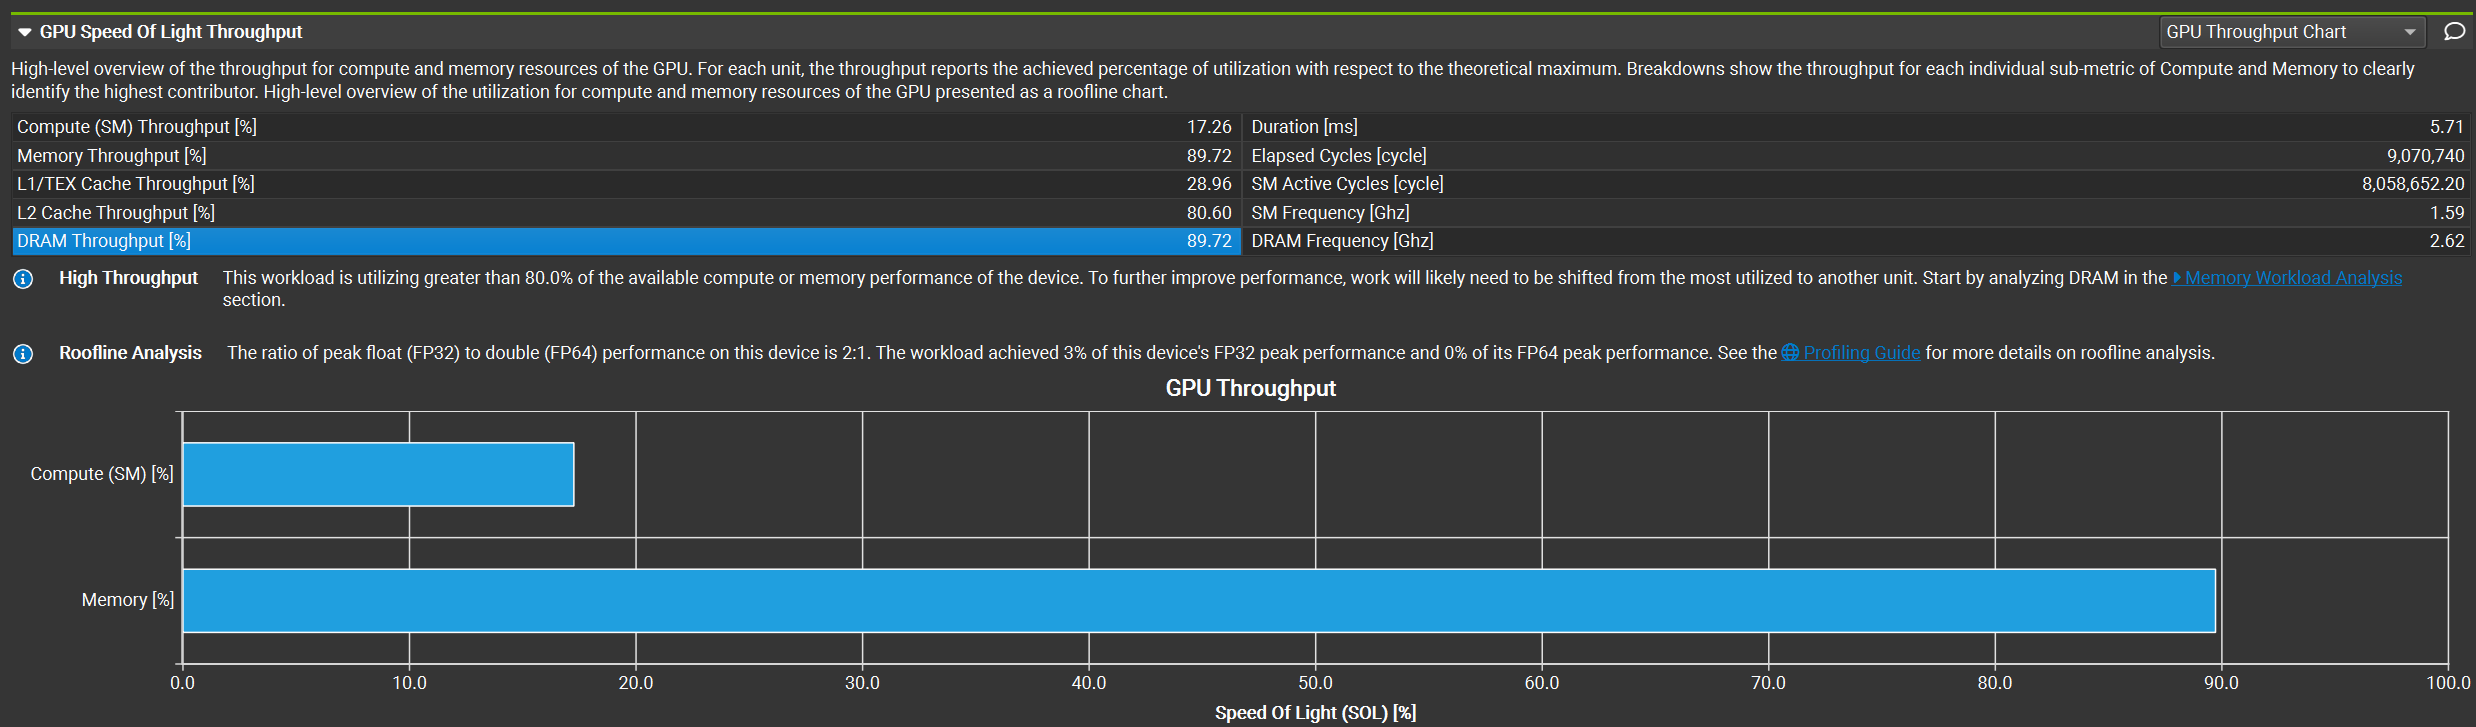 GPU Speed Of Light Throughput
GPU Throughput Chart
High-level overview of the throughput for compute and memory resources of the GPU. For each unit, the throughput reports the achieved percentage of utilization with respect to the theoretical maximum. Breakdowns show the throughput for each individual sub-metric of Compute and Memory to clearly
identify the highest contributor. High-level overview of the utilization for compute and memory resources of the GPU presented as a roofline chart.
Compute (SM) Throughput [%] 17.26 Duration [ms] 5.71
Memory Throughput [%] 89.72 Elapsed Cycles [cycle] 9,070,740
L1/TEX Cache Throughput [%] 28.96 SM Active Cycles [cycle] 8,058,652.20
L2 Cache Throughput [%] 80.60 SM Frequency [Ghz] 1.59
DRAM Throughput [%] 89.72 DRAM Frequency [Ghz] 2.62
High Throughput This workload is utilizing greater than 80.0% of the available compute or memory performance of the device. To further improve performance, work will likely need to be shifted from the most utilized to another unit. Start by analyzing DRAM in the Memory Workload Analysis
section.
Roofline Analysis The ratio of peak float (FP32) to double (FP64) performance on this device is 2:1. The workload achieved 3% of this device's FP32 peak performance and 0% of its FP64 peak performance. See the Profiling Guide for more details on roofline analysis.
GPU Throughput
Compute (SM) [%]
Memory [%]
0.0 10.0 20.0 30.0 40.0 50.0 60.0 70.0 80.0 90.0 100.0
Speed Of Light (SOL) [%]